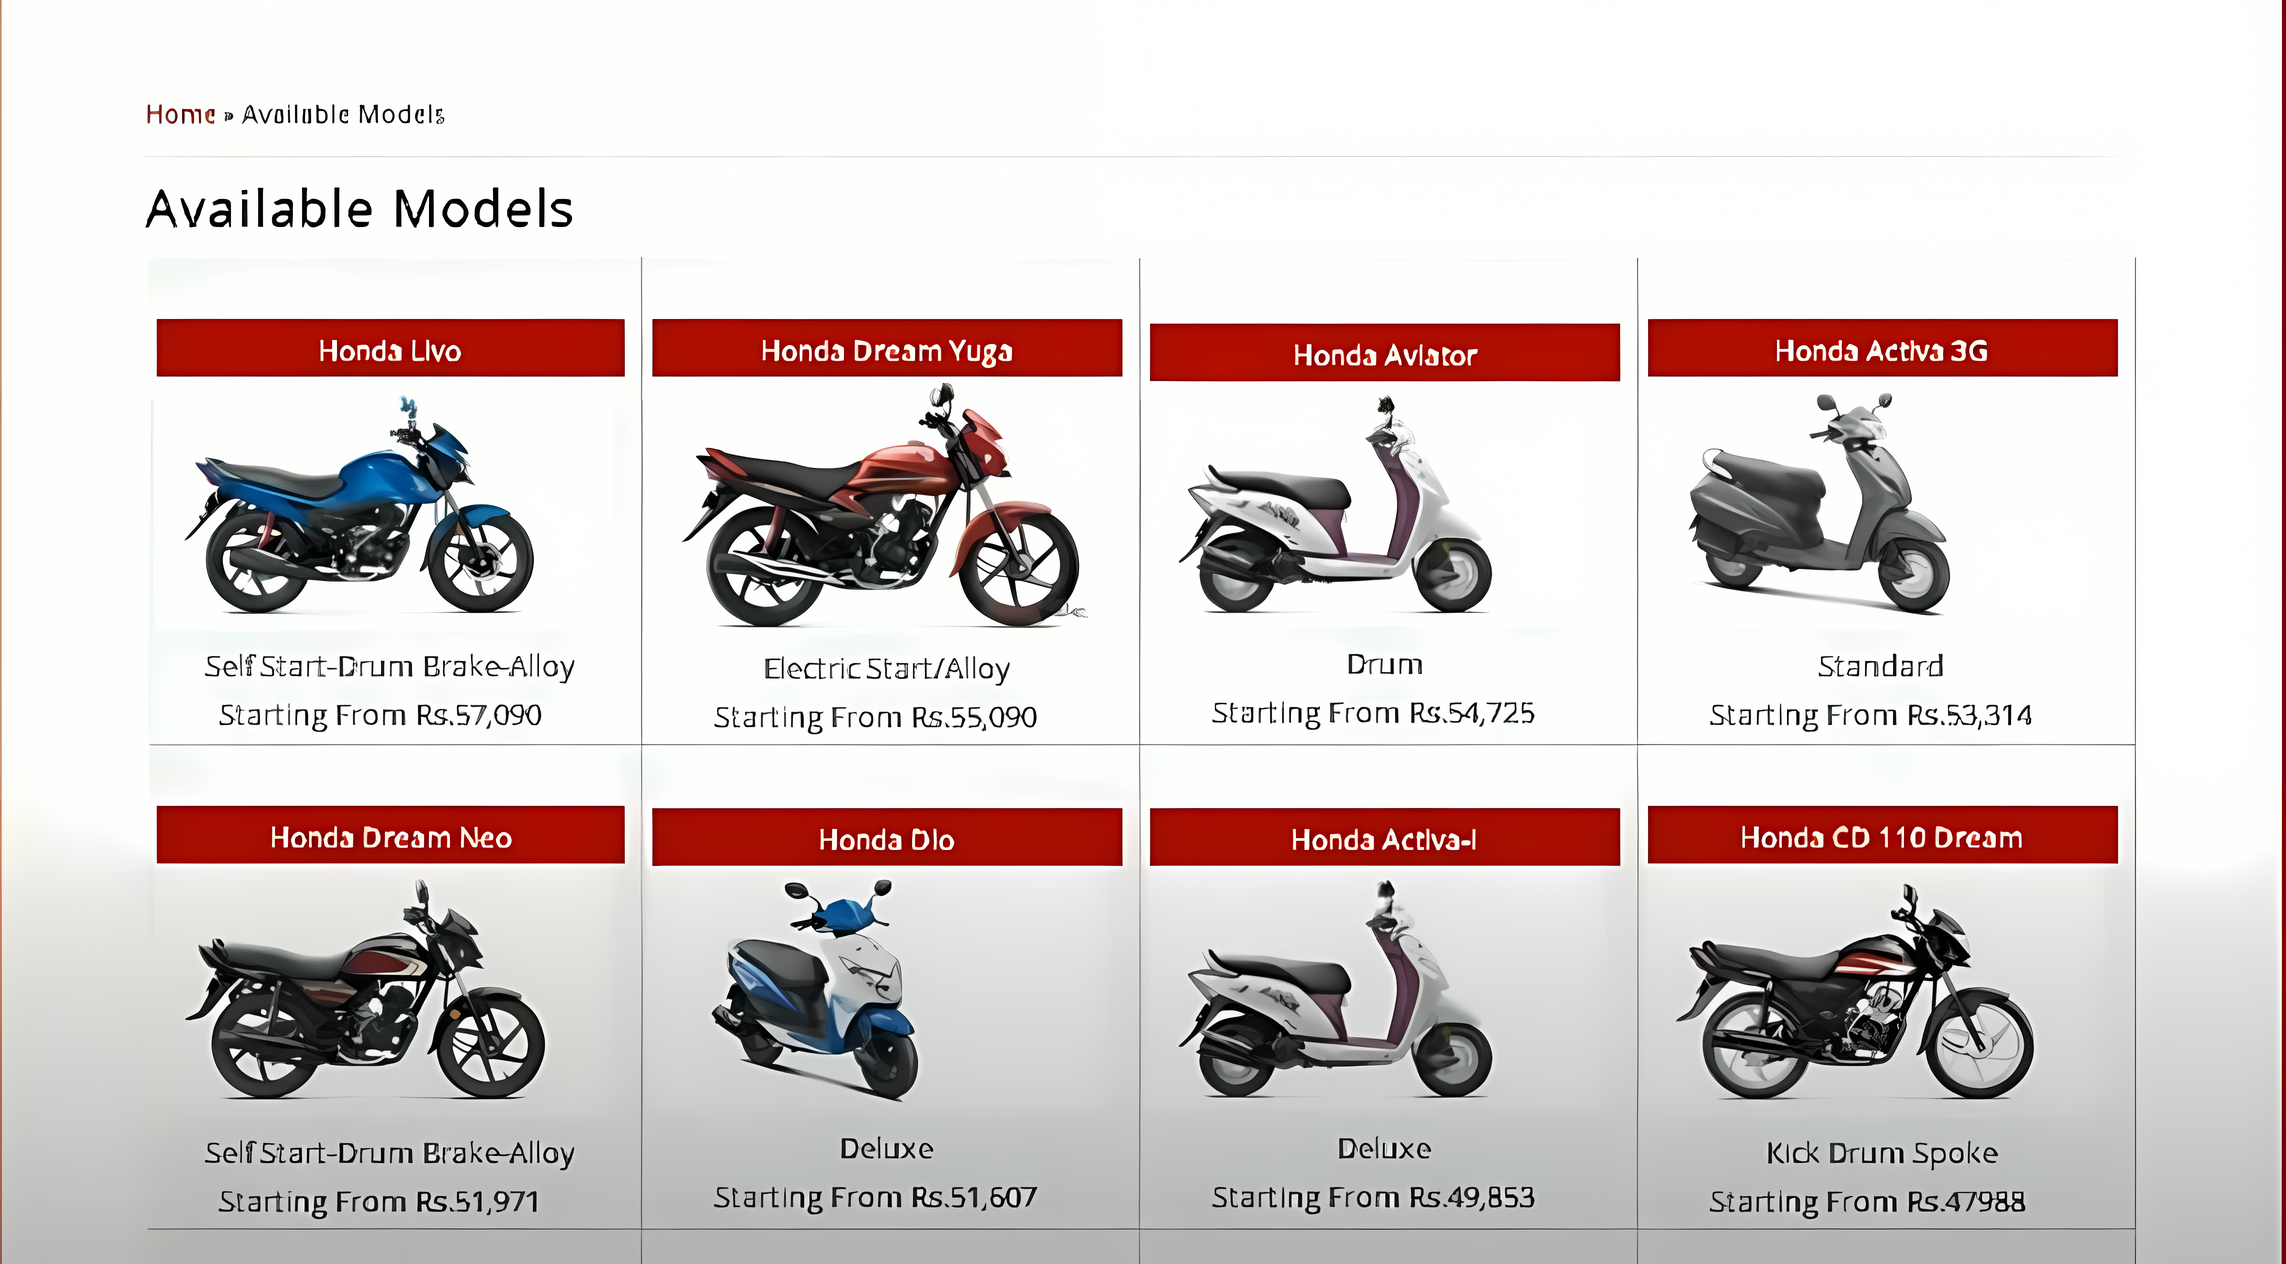 Home » Available Models
Available Models
Honda Livo
Honda Dream Yuga
Honda Aviator
Honda Activa 3G
Self Start-Drum Brake-Alloy
Electric Start/Alloy
Drum
Standard
Starting From Rs.57,090
Starting From Rs.55,090
Starting From Rs.54,725
Starting From Rs.53,314
Honda Dream Neo
Honda Dio
Honda Activa-I
Honda CD 110 Dream
Self Start-Drum Brake-Alloy
Deluxe
Deluxe
Kick Drum Spoke
Starting From Rs.51,971
Starting From Rs.51,607
Starting From Rs.49,853
Starting From Rs.47988